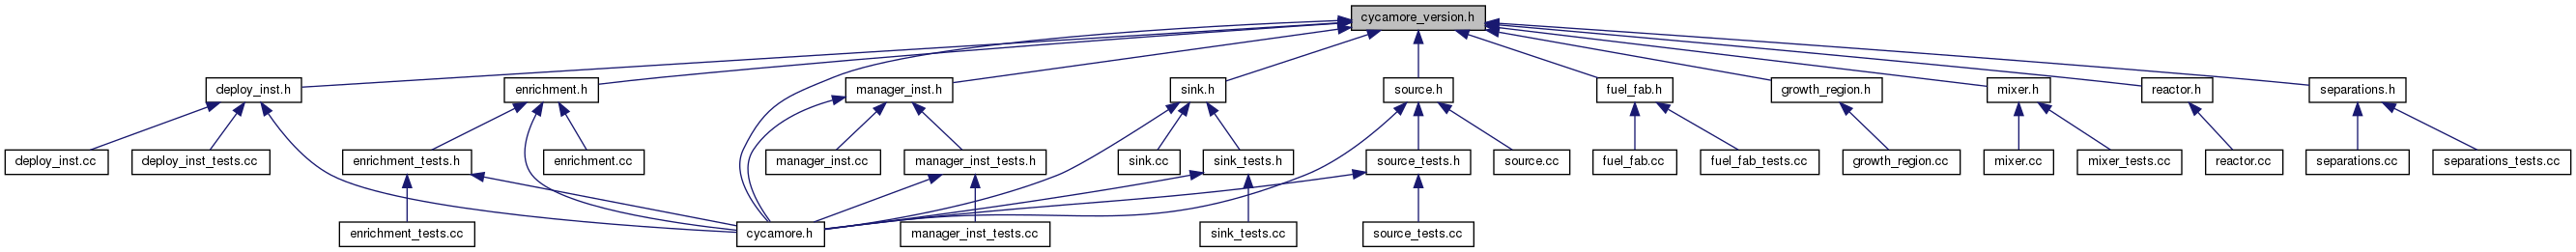 cycamore_version.h
deploy_inst.h
enrichment.h
manager_inst.h
sink.h
source.h
fuel_fab.h
growth_region.h
mixer.h
reactor.h
separations.h
deploy_inst.cc
deploy_inst_tests.cc
enrichment_tests.h
enrichment.cc
manager_inst.cc
manager_inst_tests.h
sink.cc
sink_tests.h
source_tests.h
source.cc
fuel_fab.cc
fuel_fab_tests.cc
growth_region.cc
mixer.cc
mixer_tests.cc
reactor.cc
separations.cc
separations_tests.cc
enrichment_tests.cc
cycamore.h
manager_inst_tests.cc
sink_tests.cc
source_tests.cc